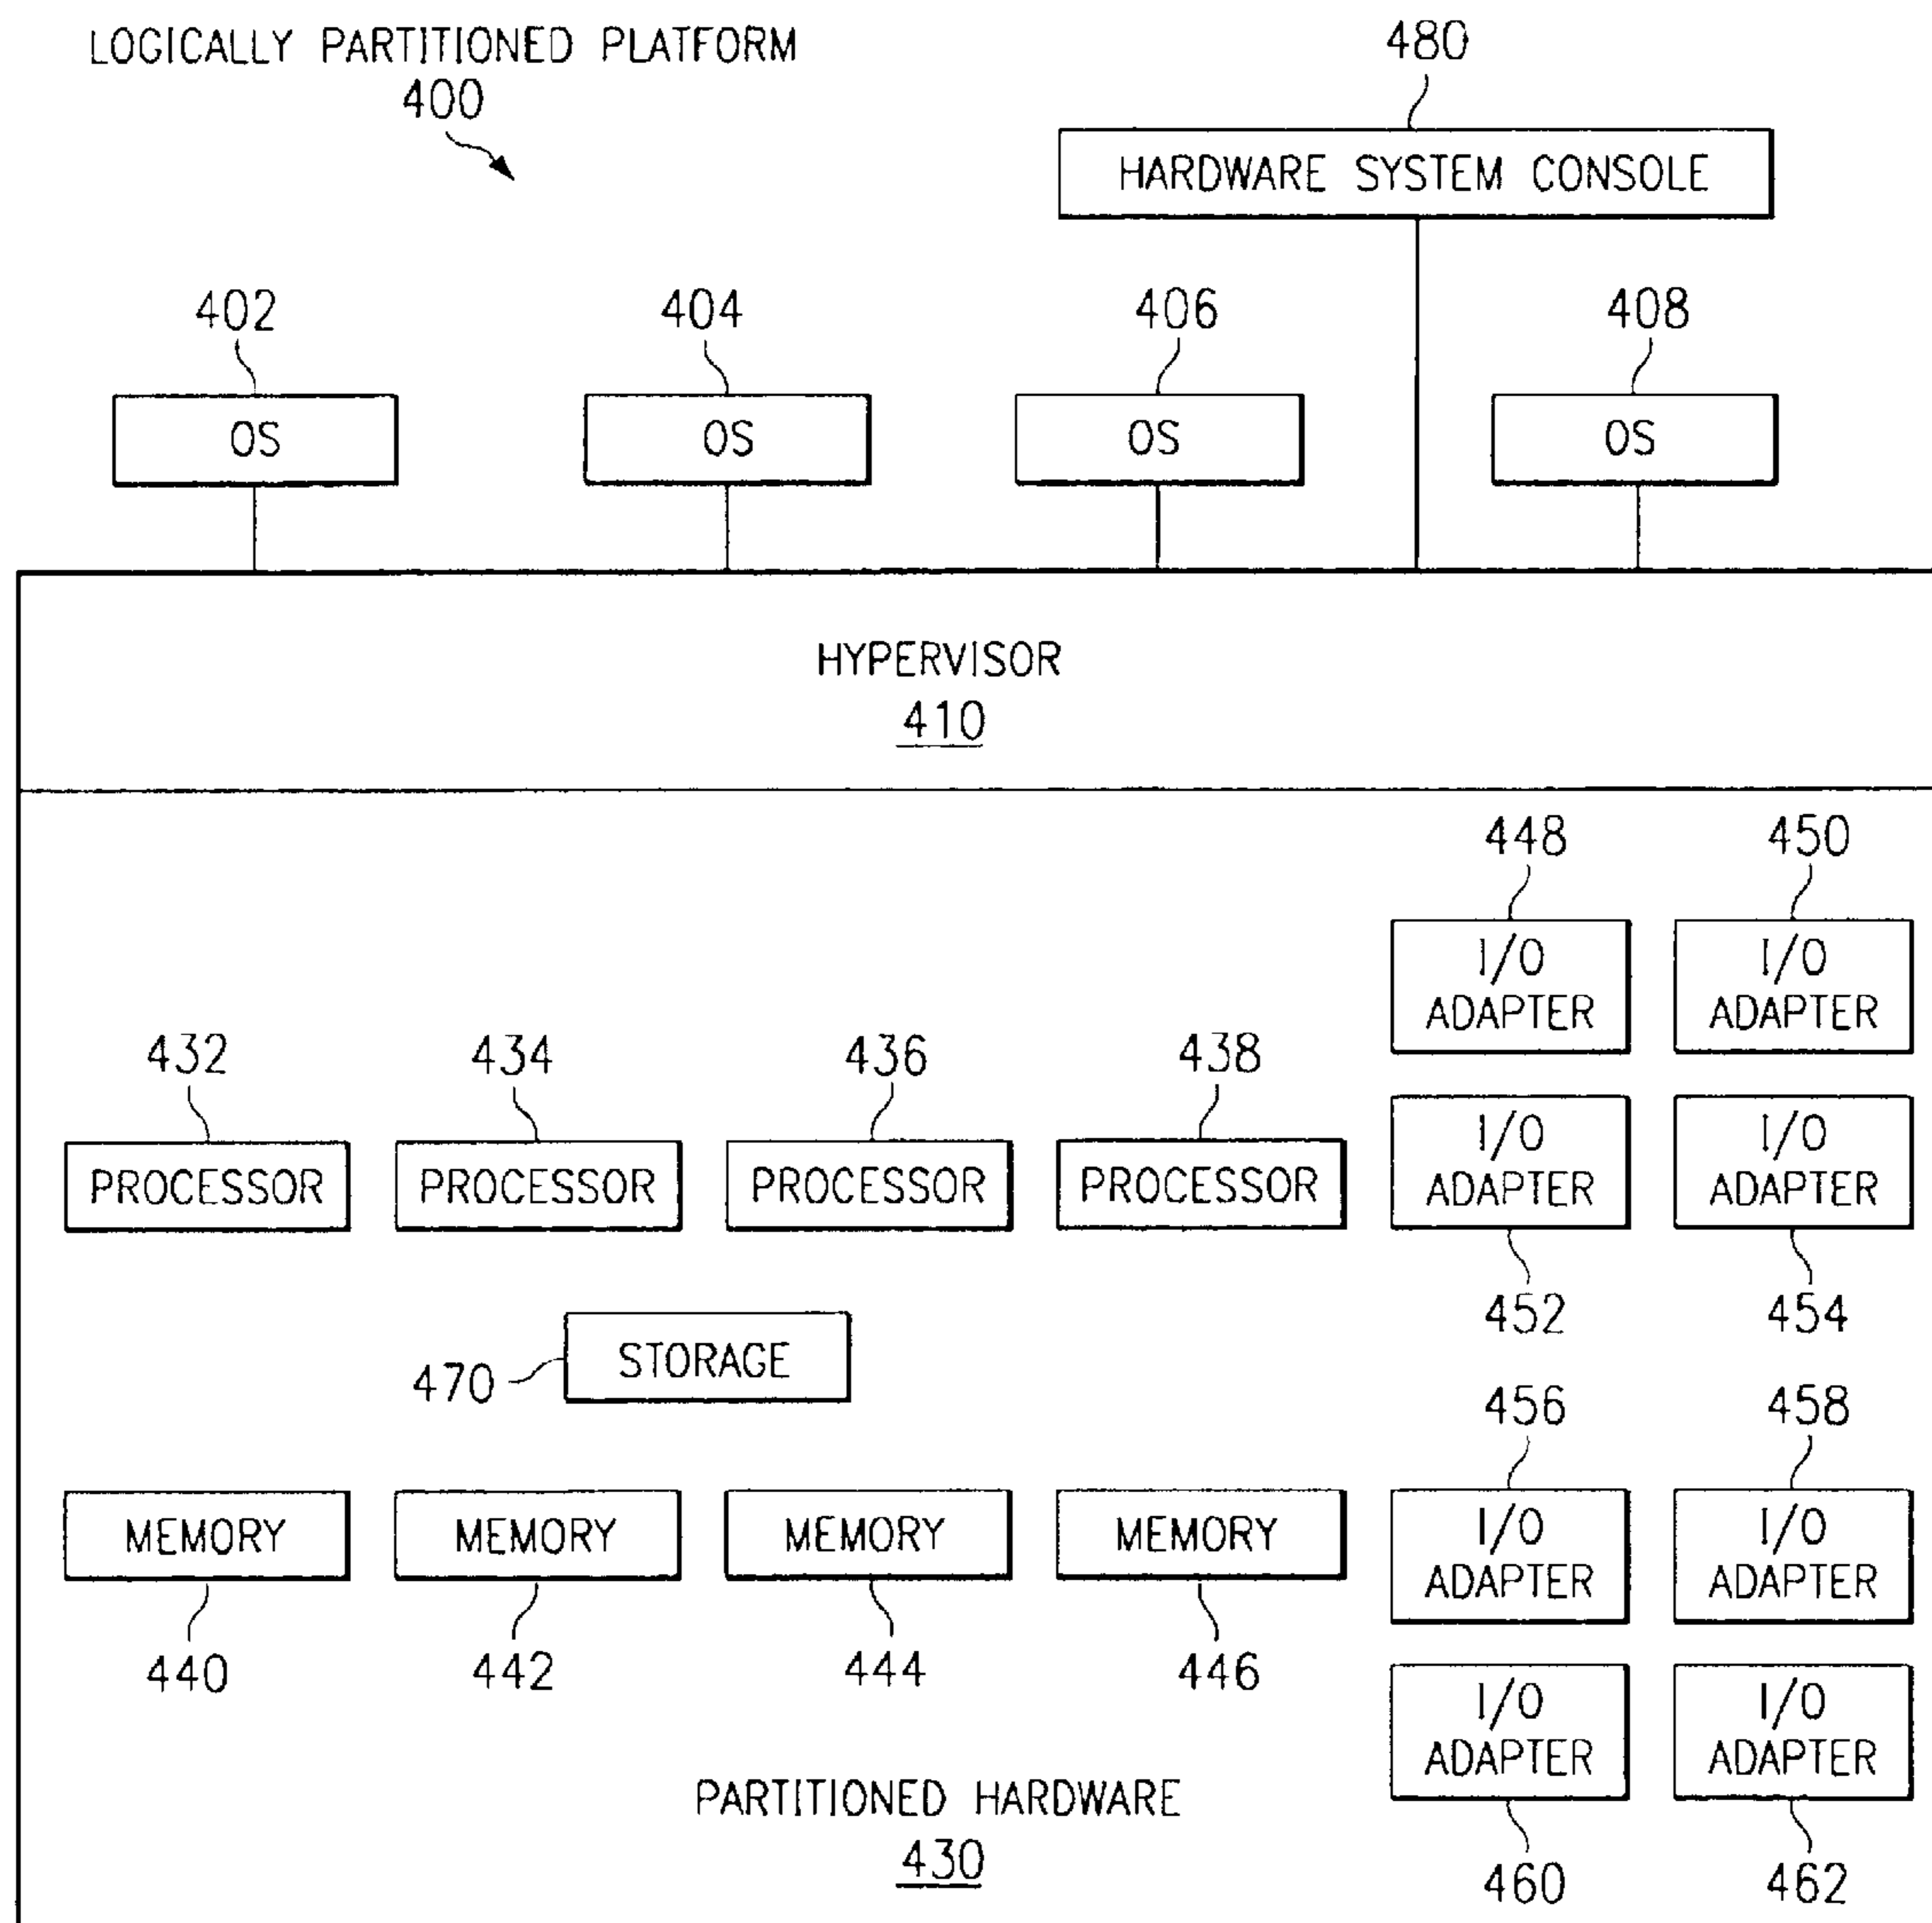 LOGICALLY PARTITIONED PLATFORM
400
480
HARDWARE SYSTEM CONSOLE
402
404
406
408
OS
OS
OS
OS
HYPERVISOR
410
448
450
I/O
ADAPTER
I/O
ADAPTER
432
434
436
438
PROCESSOR
PROCESSOR
PROCESSOR
PROCESSOR
I/O
ADAPTER
I/O
ADAPTER
452
454
470
STORAGE
456
458
MEMORY
MEMORY
MEMORY
MEMORY
I/O
ADAPTER
I/O
ADAPTER
440
442
444
446
I/O
ADAPTER
I/O
ADAPTER
460
462
PARTITIONED HARDWARE
430